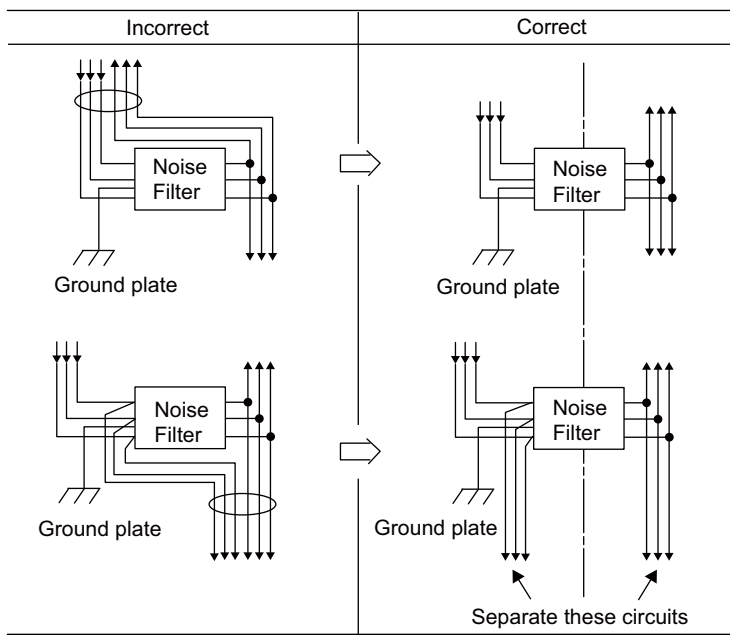 Incorrect
Correct
Noise
Filter
Ground plate
Noise
Filter
Ground plate
Noise
Filter
Ground plate
Noise
Filter
Ground plate
Separate these circuits